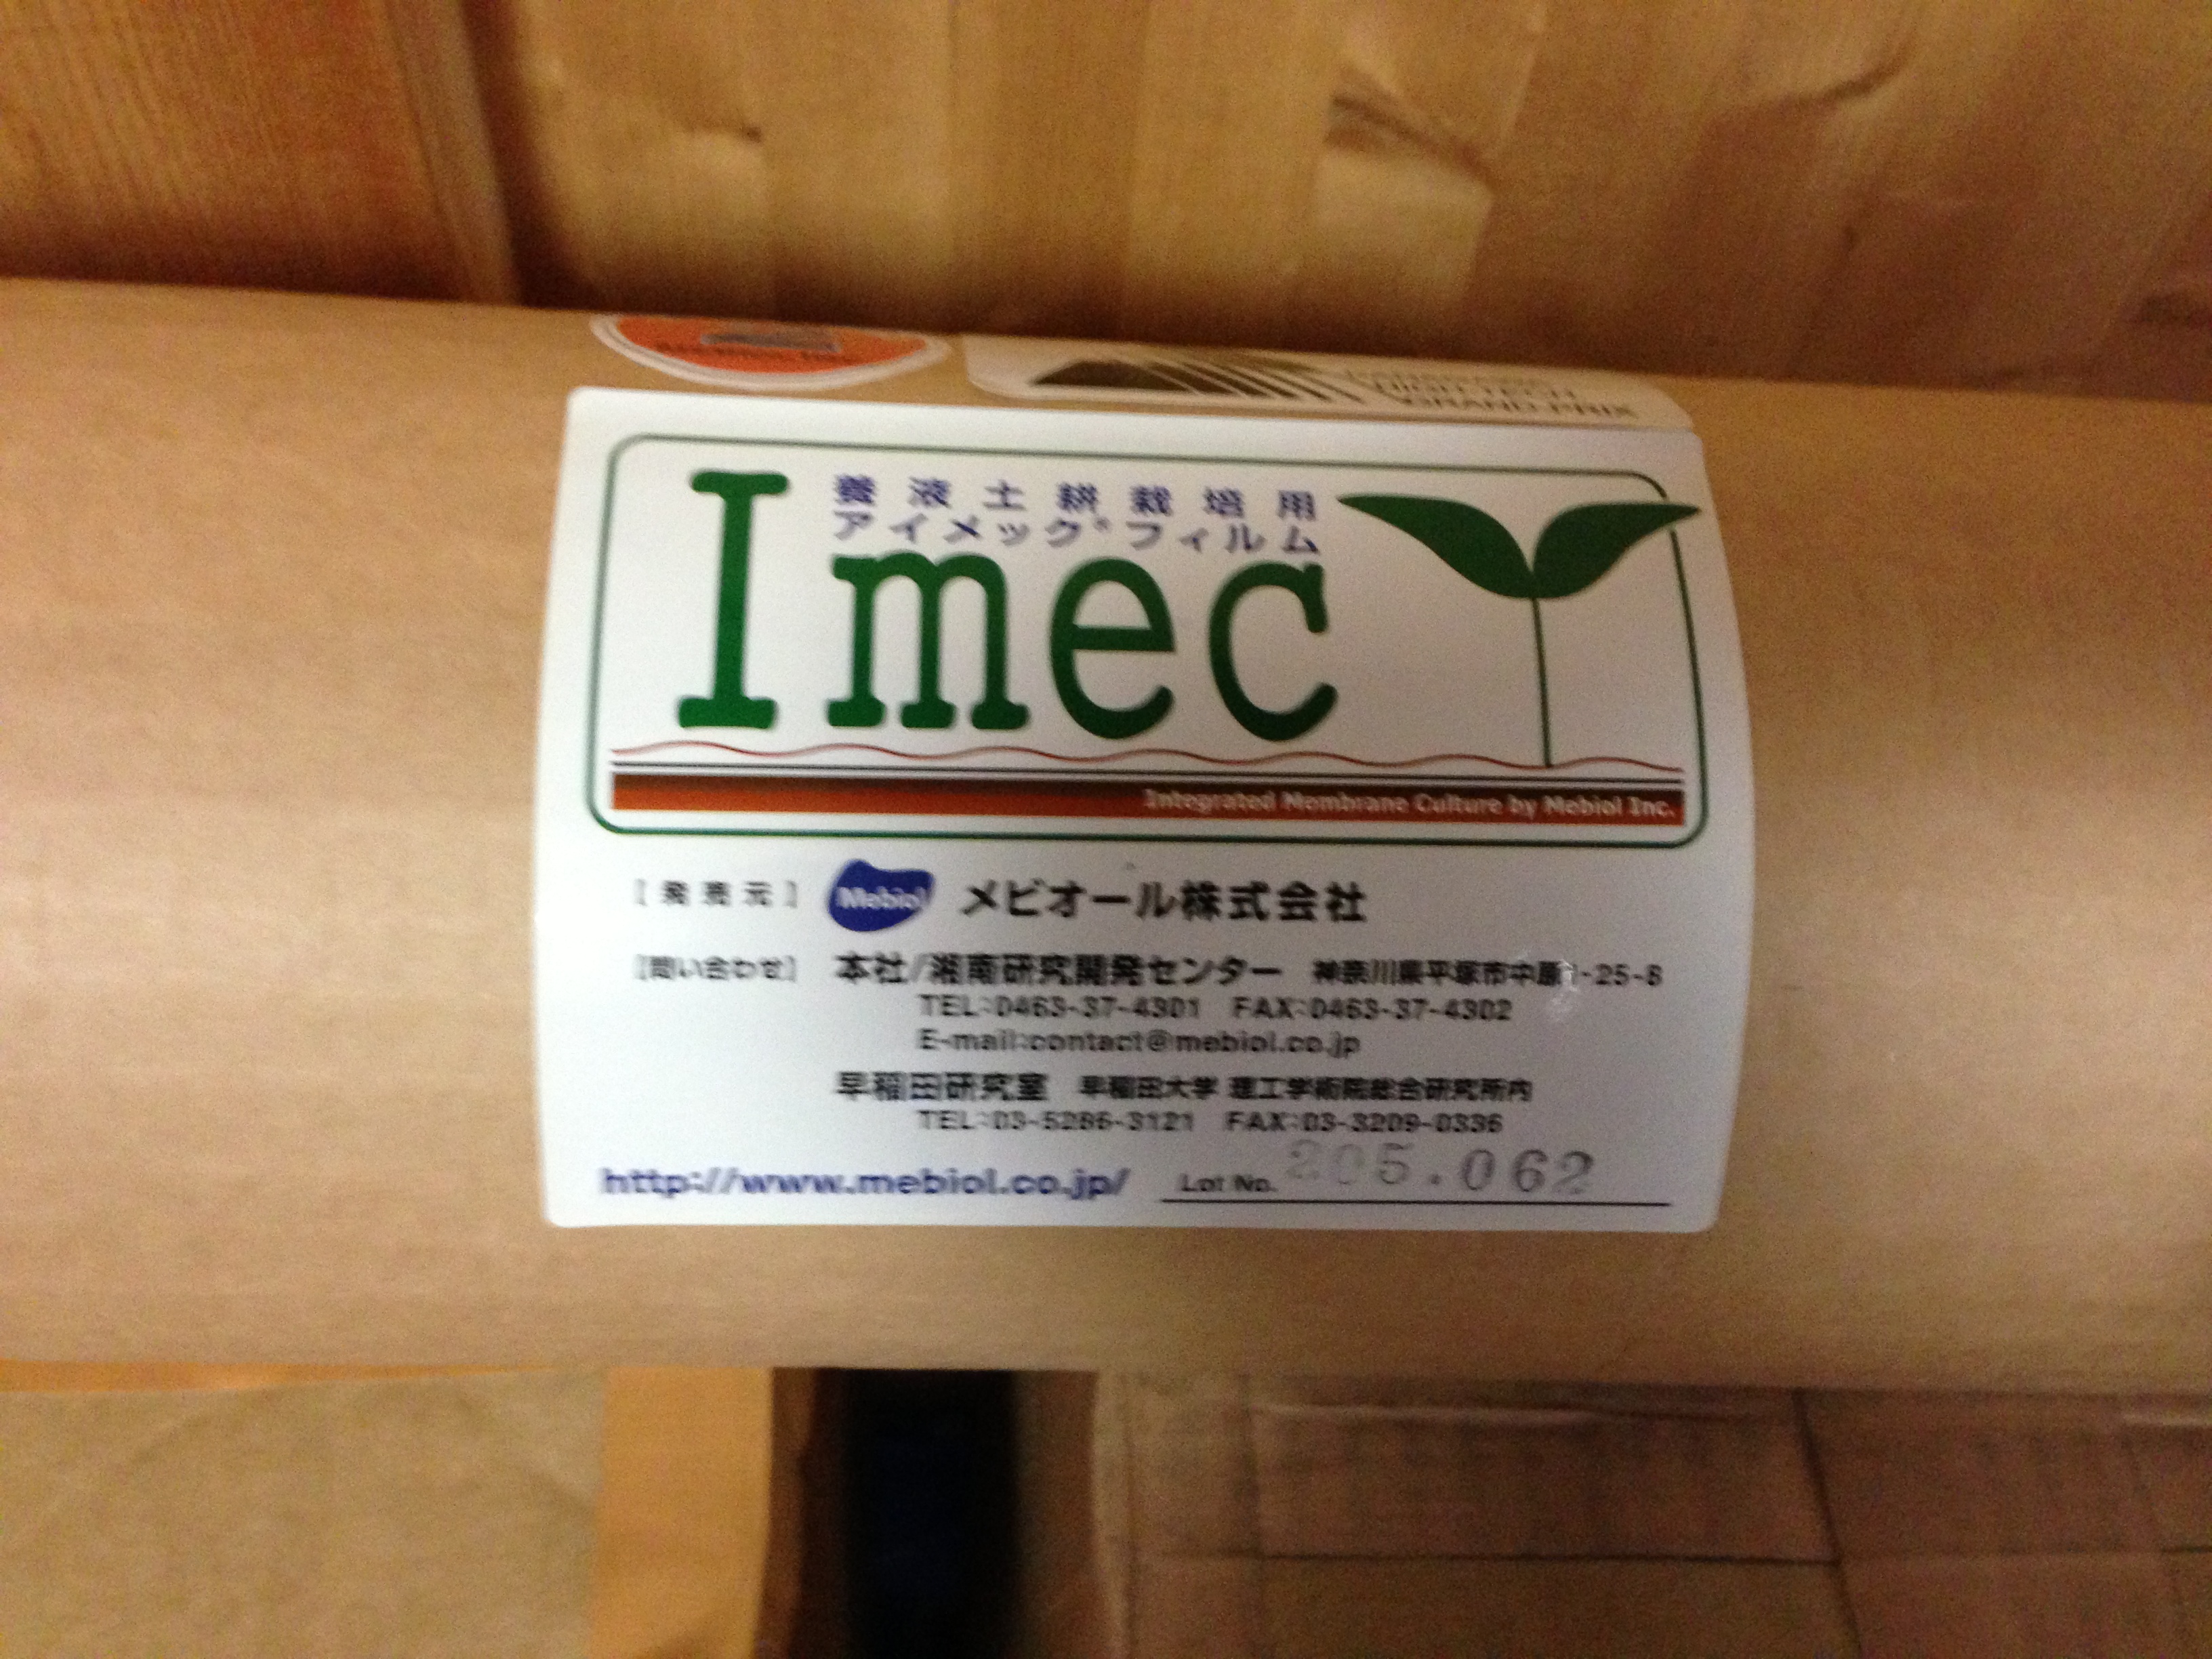 HIGH TECH
GRAND PRIX
養液土耕栽培用
アイメック®フィルム
Imec
Integrated Membrane Culture by Mebiol Inc.
【発売元】 Mebiol メビオール株式会社
【問い合わせ】 本社/湘南研究開発センター 神奈川県平塚市中原1-25-8
TEL:0463-37-4301 FAX:0463-37-4302
E-mail:contact@mebiol.co.jp
早稲田研究室 早稲田大学 理工学術院総合研究所内
TEL:03-5286-3121 FAX:03-3209-0336
http://www.mebiol.co.jp/ Lot No. 205.062